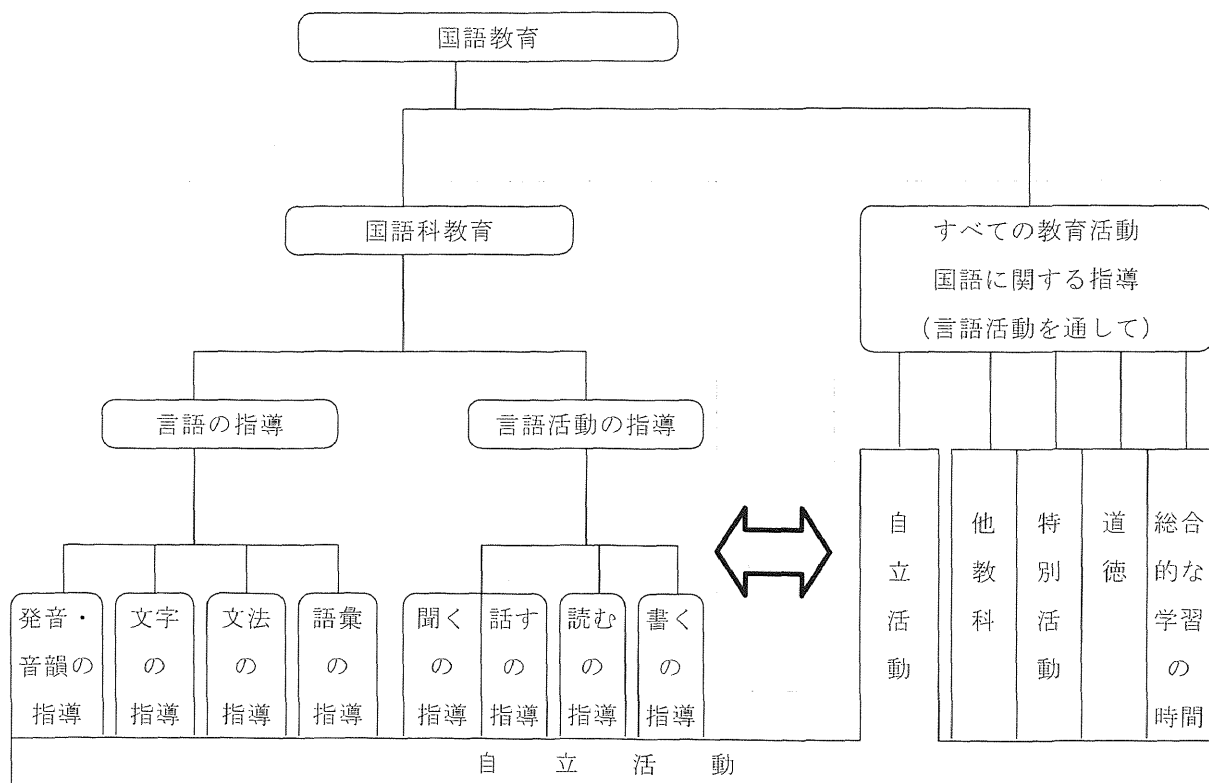 国語教育
国語科教育
すべての教育活動
国語に関する指導
(言語活動を通して)
言語の指導
言語活動の指導
発音・
音韻の
指導
文字
の
指導
文法
の
指導
語彙
の
指導
聞く
の
指導
話す
の
指導
読む
の
指導
書く
の
指導
自立活動
他教科
特別活動
道徳
総合
的な
学習
の
時間
自立活動